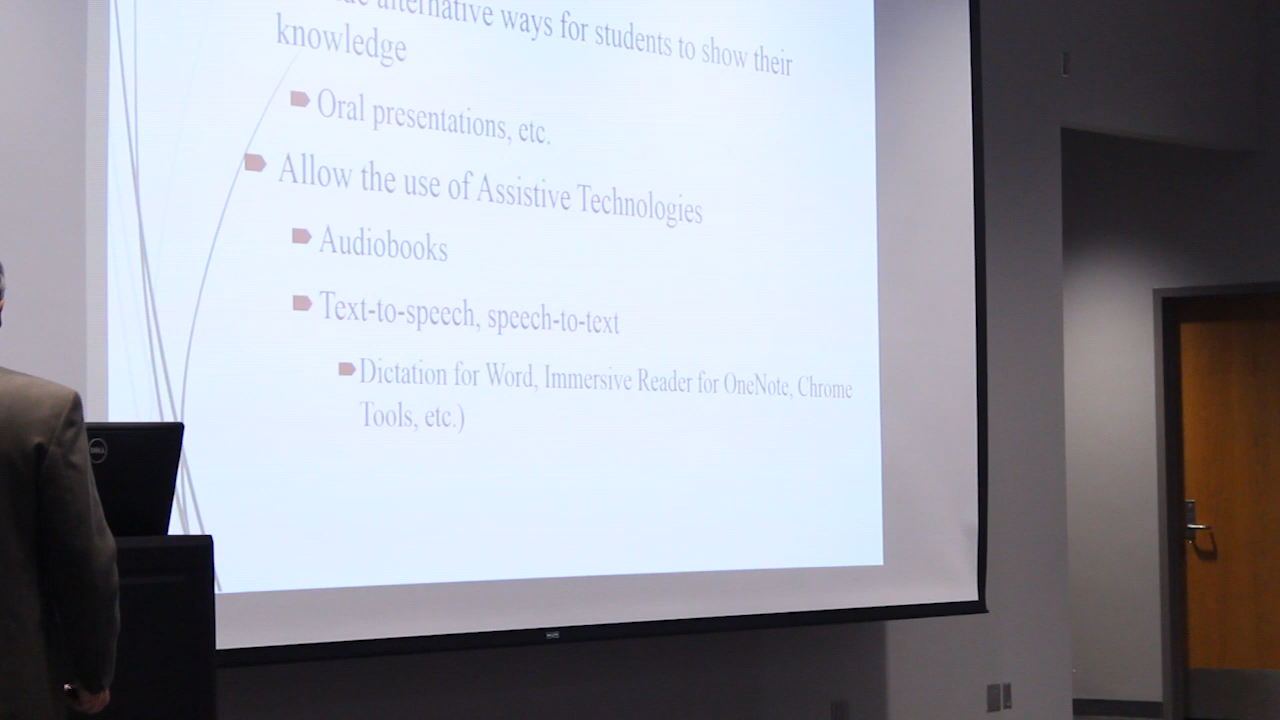 alternative ways for students to show their
knowledge
Oral presentations, etc.
Allow the use of Assistive Technologies
Audiobooks
Text-to-speech, speech-to-text
Dictation for Word, Immersive Reader for OneNote, Chrome
Tools, etc.)
DELL